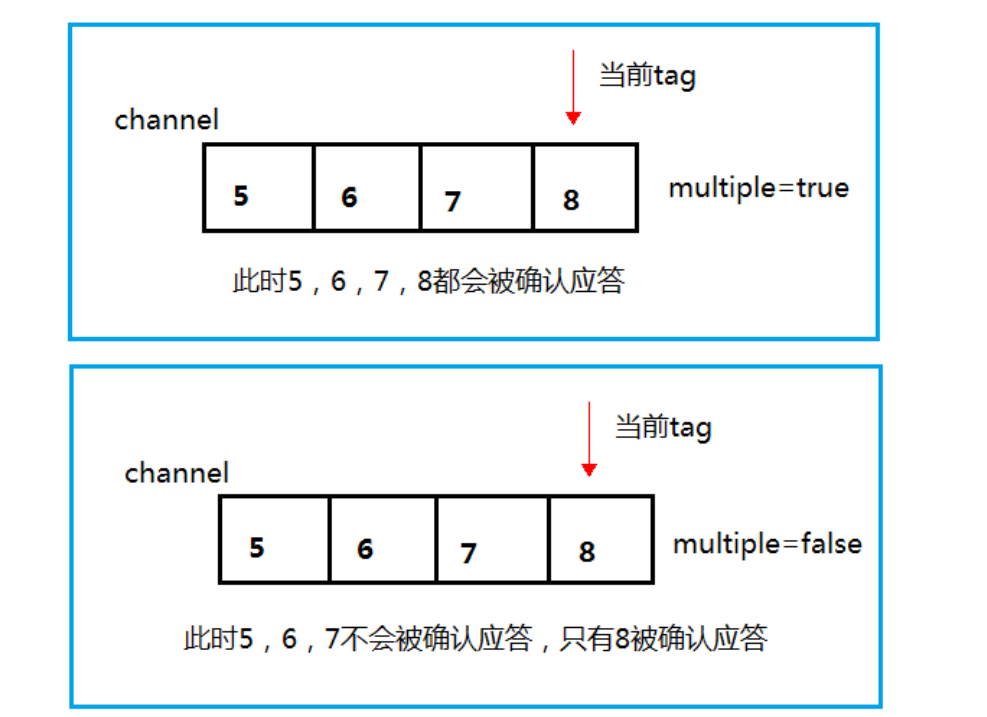 当前tag
channel
5 6 7 8
multiple=true
此时5，6，7，8都会被确认应答
当前tag
channel
5 6 7 8
multiple=false
此时5，6，7不会被确认应答，只有8被确认应答